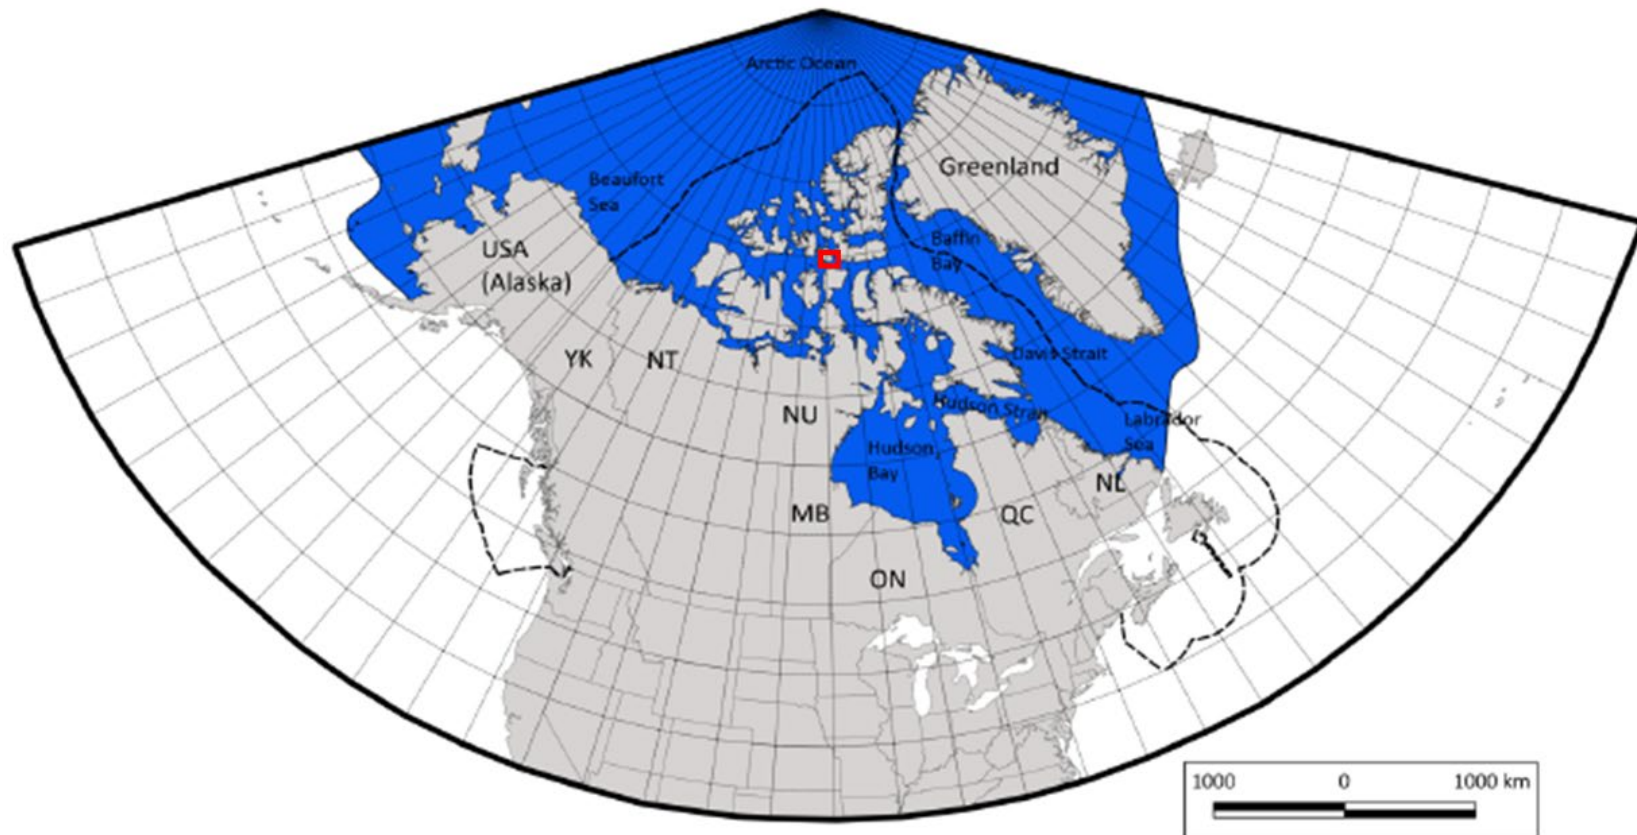 Arctic Ocean
Greenland
Beaufort
Sea
Baffin
Bay
USA
(Alaska)
YK
NT
Davis Strait
NU
Hudson Strait
Labrador
Sea
Hudson
Bay
NL
MB
QC
ON
1000
0
1000 km